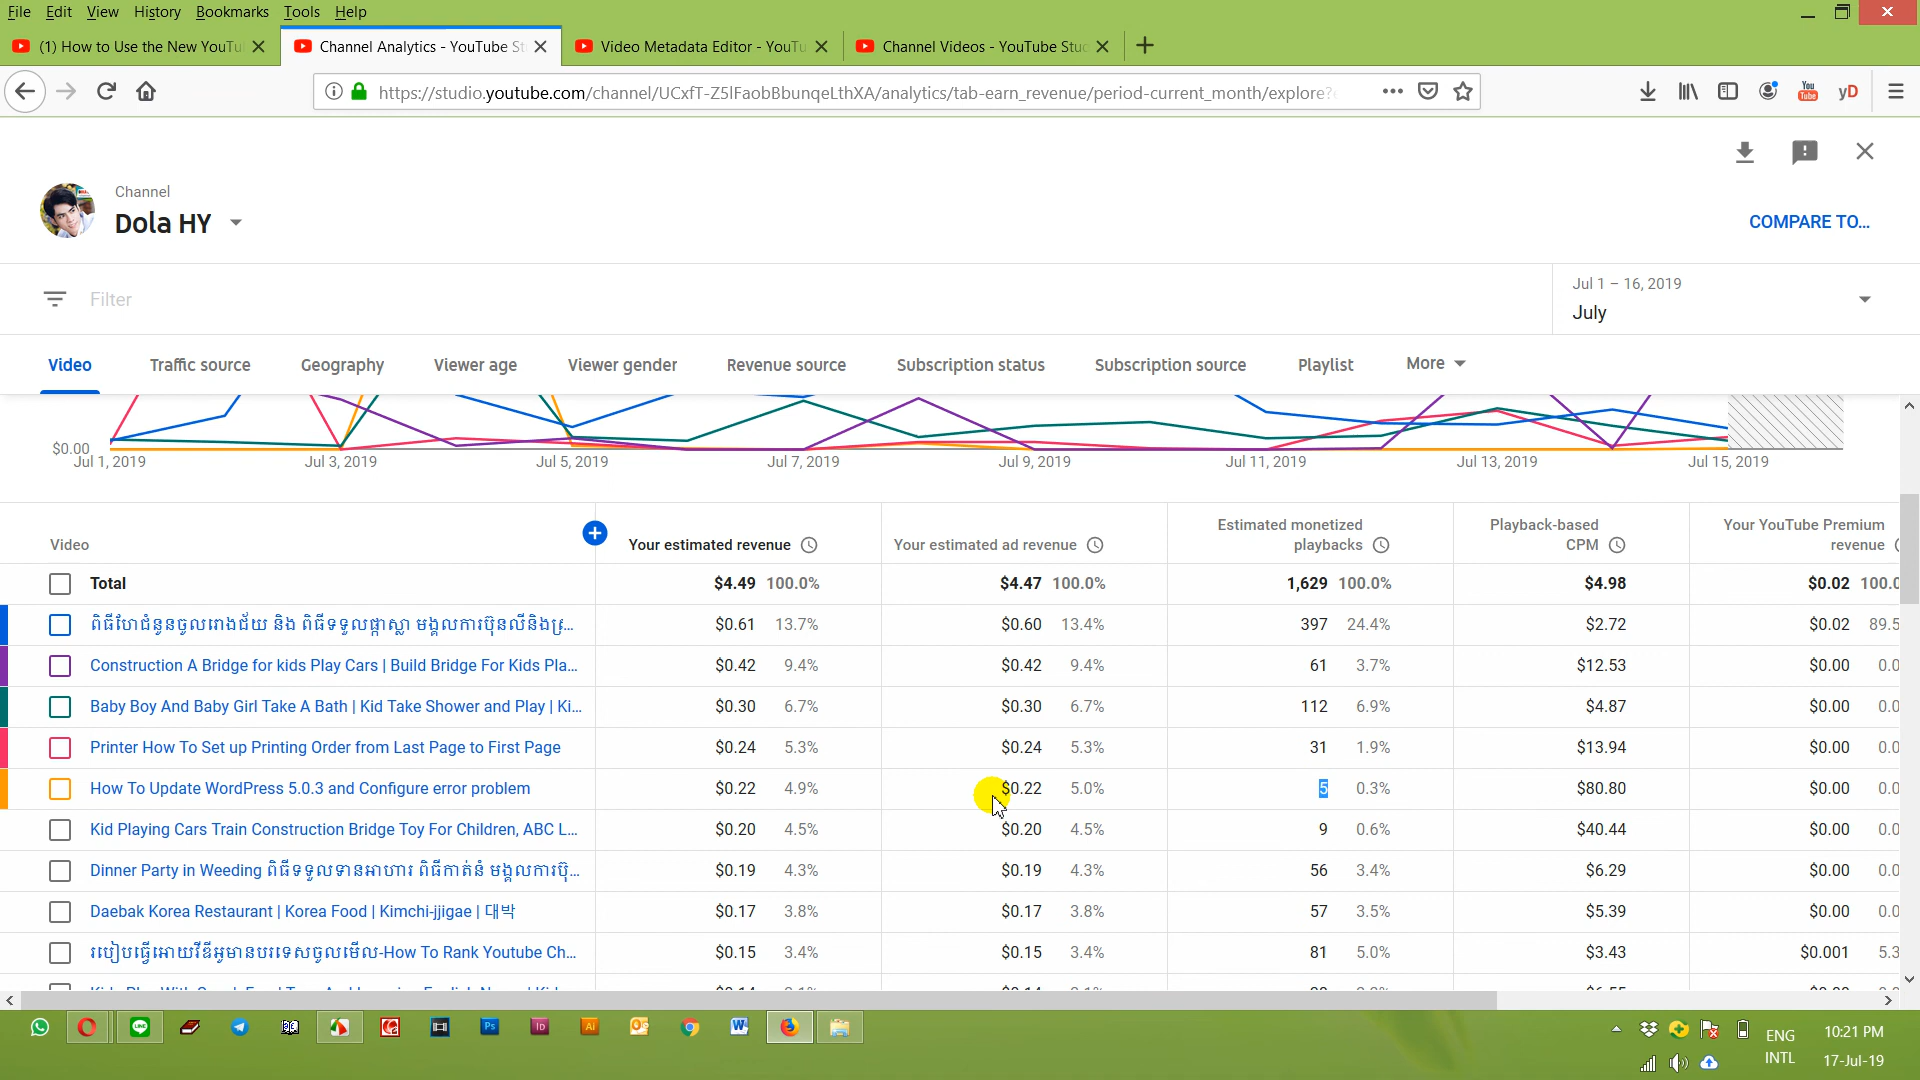 File Edit View History Bookmarks Tools Help
(1) How to Use the New YouTu
Channel Analytics - YouTube St
Video Metadata Editor - YouTu
Channel Videos - YouTube Stud
https://studio.youtube.com/channel/UCxfT-Z5IFaobBbunqeLthXA/analytics/tab-earn_revenue/period-current_month/explore?
Channel
Dola HY
COMPARE TO...
Filter
Jul 1 – 16, 2019
July
Video Traffic source Geography Viewer age Viewer gender Revenue source Subscription status Subscription source Playlist More
$0.00
Jul 1, 2019 Jul 3, 2019 Jul 5, 2019 Jul 7, 2019 Jul 9, 2019 Jul 11, 2019 Jul 13, 2019 Jul 15, 2019
Video
Your estimated revenue
Your estimated ad revenue
Estimated monetized
playbacks
Playback-based
CPM
Your YouTube Premium
revenue
Total $4.49 100.0% $4.47 100.0% 1,629 100.0% $4.98 $0.02 100.0
ពិធីហែជំនូនចូលរោងជ័យ និង ពិធីទទួលផ្កាស្លា មង្គលការប៊ុនលីនិងស្រ... $0.61 13.7% $0.60 13.4% 397 24.4% $2.72 $0.02 89.5
Construction A Bridge for kids Play Cars | Build Bridge For Kids Pla... $0.42 9.4% $0.42 9.4% 61 3.7% $12.53 $0.00 0.0
Baby Boy And Baby Girl Take A Bath | Kid Take Shower and Play | Ki... $0.30 6.7% $0.30 6.7% 112 6.9% $4.87 $0.00 0.0
Printer How To Set up Printing Order from Last Page to First Page $0.24 5.3% $0.24 5.3% 31 1.9% $13.94 $0.00 0.0
How To Update WordPress 5.0.3 and Configure error problem $0.22 4.9% $0.22 5.0% 5 0.3% $80.80 $0.00 0.0
Kid Playing Cars Train Construction Bridge Toy For Children, ABC L... $0.20 4.5% $0.20 4.5% 9 0.6% $40.44 $0.00 0.0
Dinner Party in Weeding ពិធីទទួលទានអាហារ ពិធីកាត់នំ មង្គលការប៊ុ... $0.19 4.3% $0.19 4.3% 56 3.4% $6.29 $0.00 0.0
Daebak Korea Restaurant | Korea Food | Kimchi-jjigae | 대박 $0.17 3.8% $0.17 3.8% 57 3.5% $5.39 $0.00 0.0
របៀបធ្វើអោយវីឌីអូមានបរទេសចូលមើល-How To Rank Youtube Ch... $0.15 3.4% $0.15 3.4% 81 5.0% $3.43 $0.001 5.3
ENG
INTL
10:21 PM
17-Jul-19